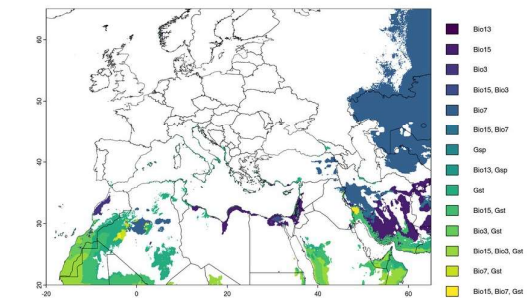 60
50
40
30
20
-20
0
20
40
60
Bio13
Bio15
Bio3
Bio15, Bio3
Bio7
Bio15, Bio7
Gsp
Bio13, Gsp
Gst
Bio15, Gst
Bio3, Gst
Bio15, Bio3, Gst
Bio7, Gst
Bio15, Bio7, Gst